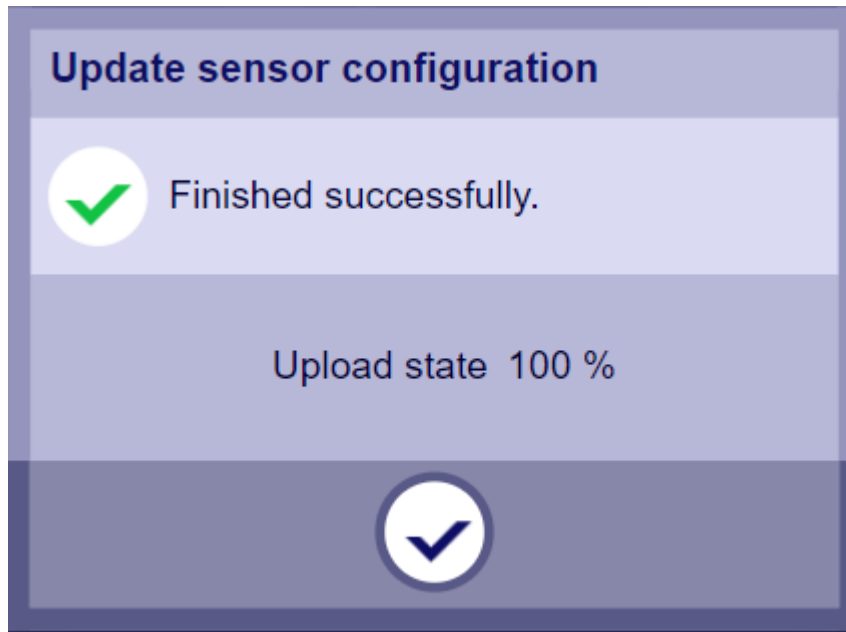 Update sensor configuration
Finished successfully.
Upload state 100 %